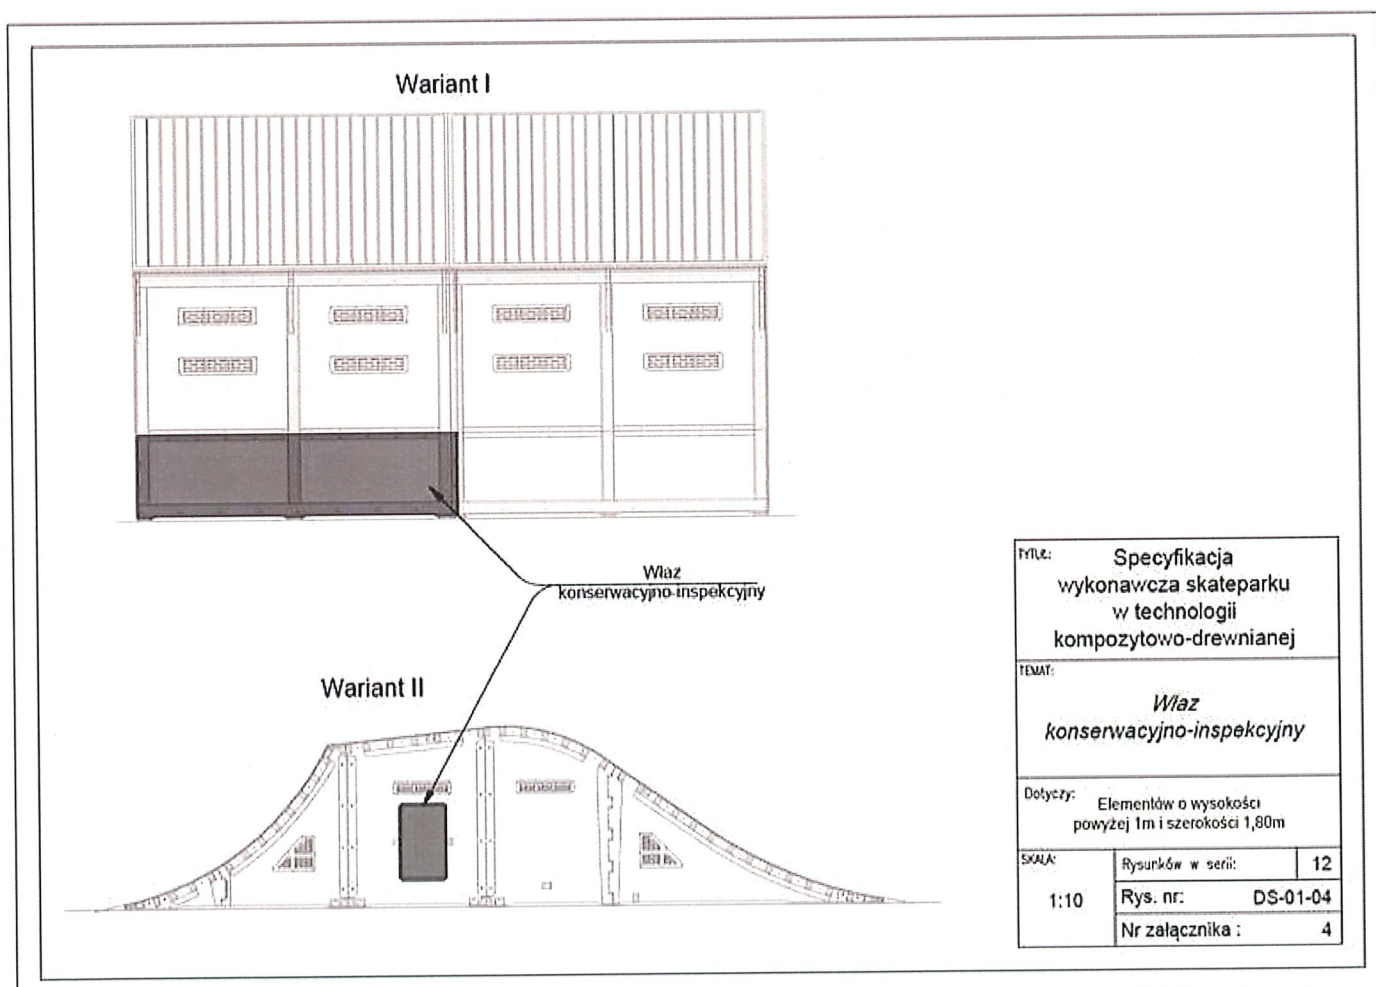 Wariant I
Właz
konserwacyjno-inspekcyjny
Wariant II
TYTUŁ:
Specyfikacja
wykonawcza skateparku
w technologii
kompozytowo-drewnianej
TEMAT:
Właz
konserwacyjno-inspekcyjny
Dotyczy:
Elementów o wysokości
powyżej 1m i szerokości 1,80m
SKALA:
1:10
Rysunków w serii: 12
Rys. nr: DS-01-04
Nr załącznika : 4